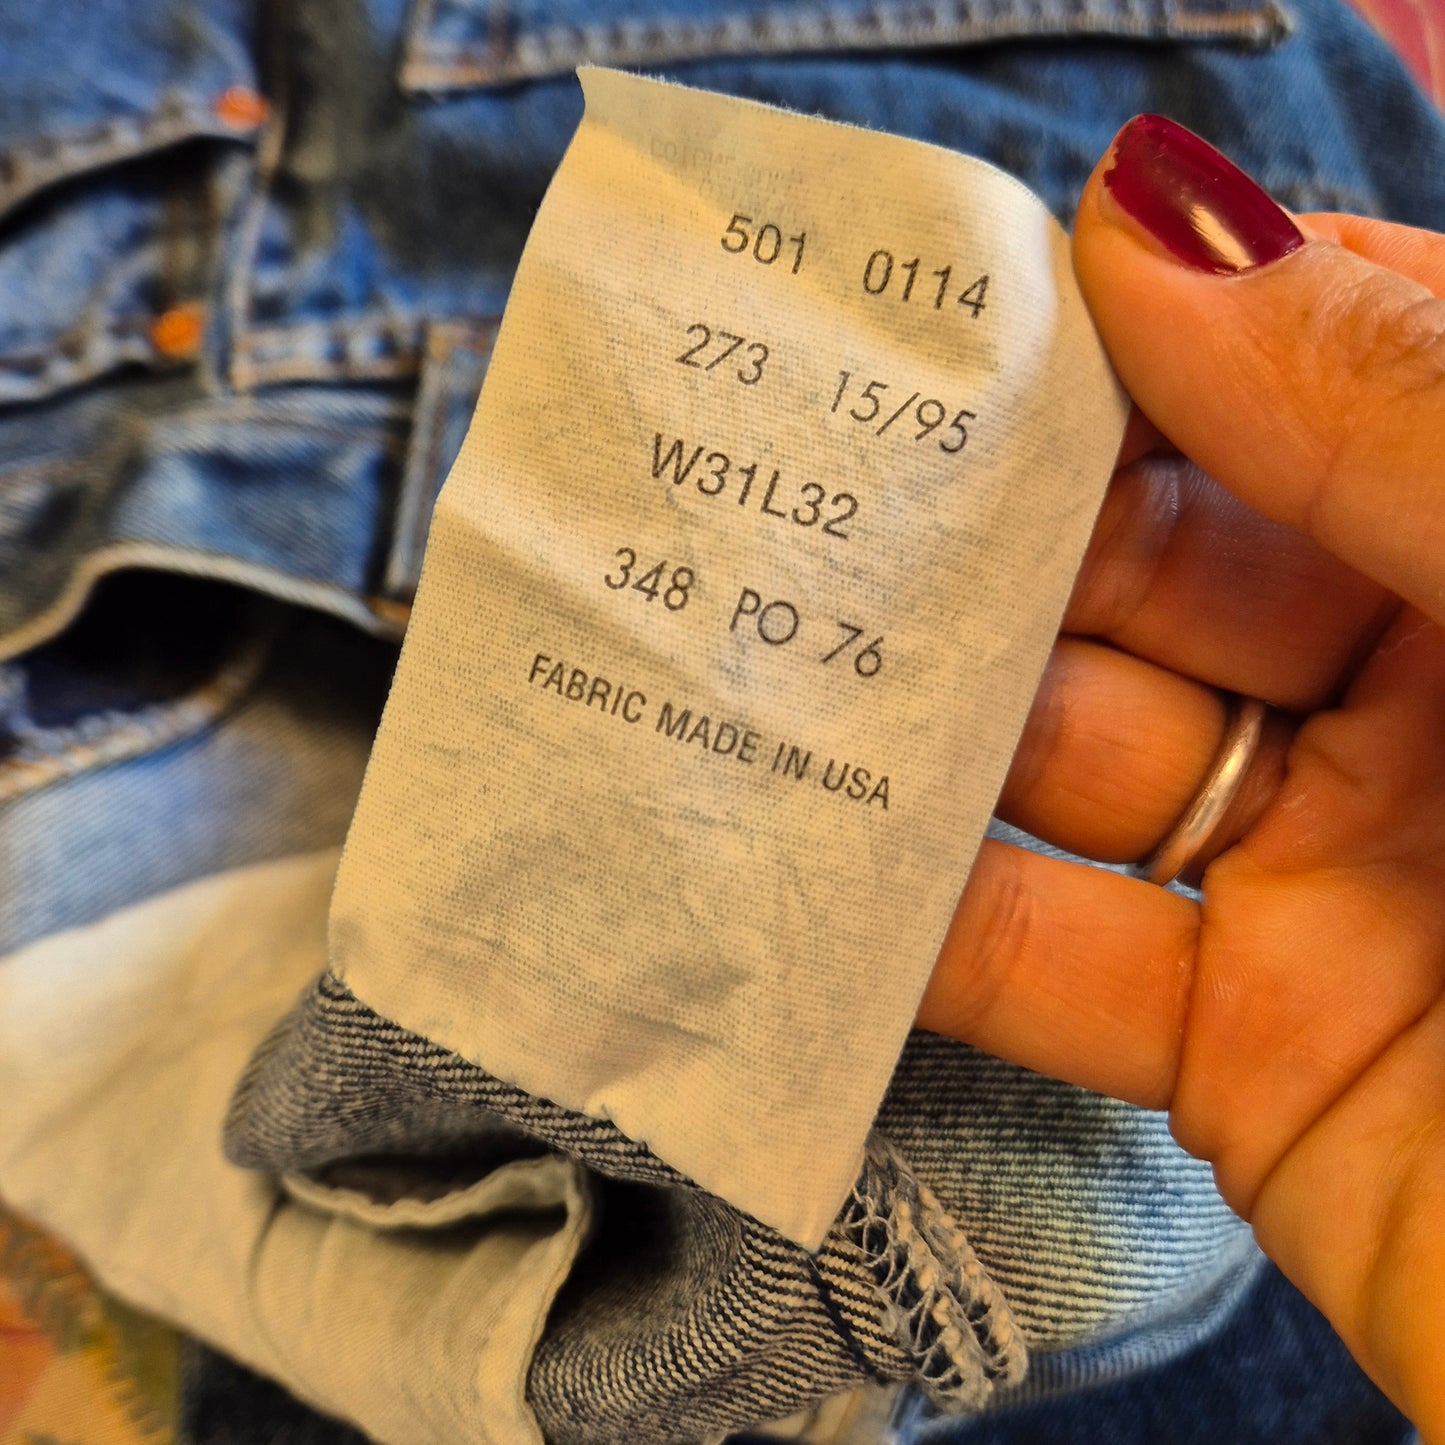 501 0114
273 15/95
W31L32
348 PO 76
FABRIC MADE IN USA